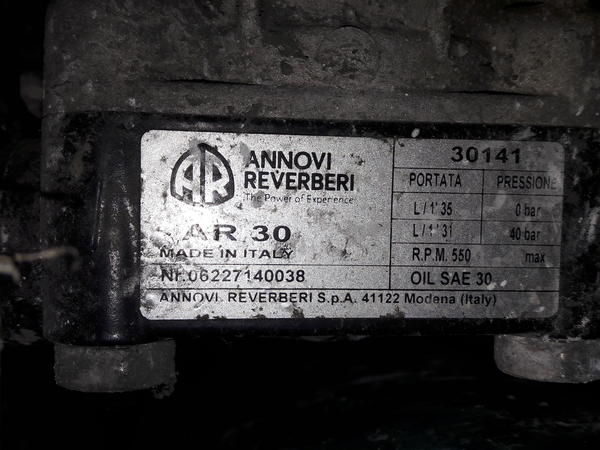 AR
ANNOVI
REVERBERI
The Power of Experience
AR 30
MADE IN ITALY
Nr.06227140038
30141
PORTATA PRESSIONE
L/1'35 0 bar
L/1'31 40 bar
R.P.M. 550 max
OIL SAE 30
ANNOVI. REVERBERI S.p.A. 41122 Modena (Italy)